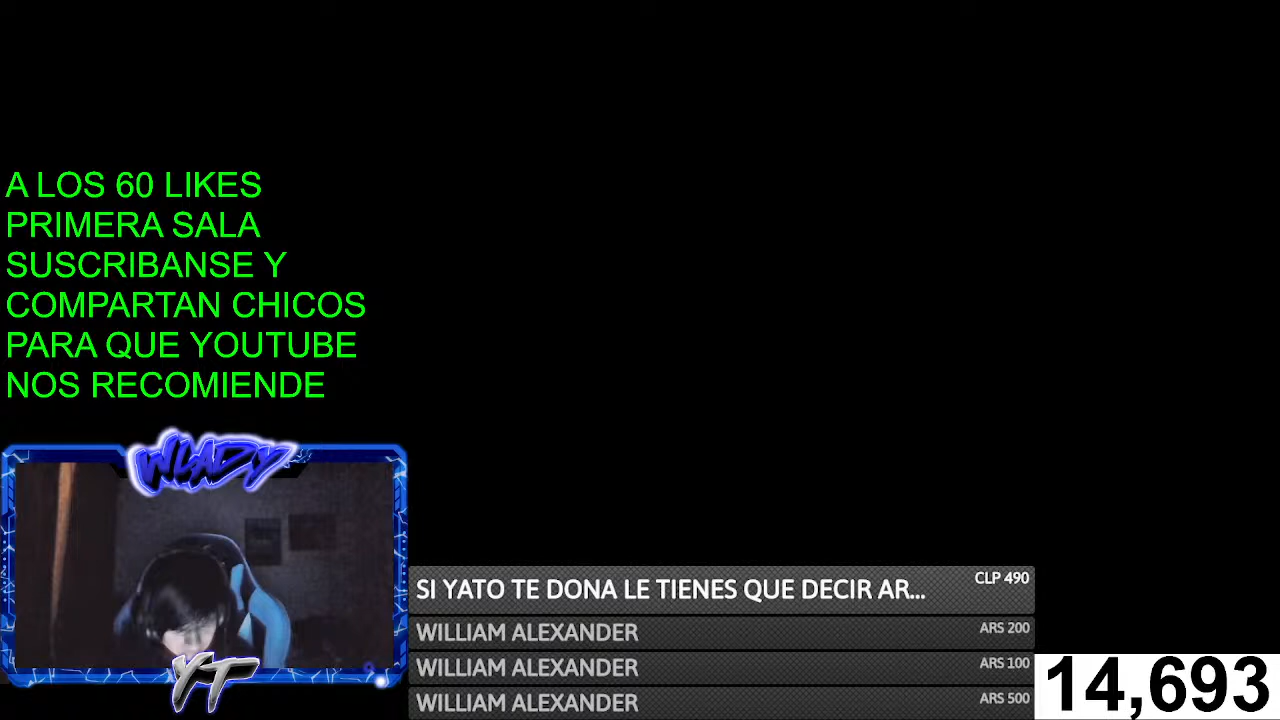 A LOS 60 LIKES
PRIMERA SALA
SUSCRIBANSE Y
COMPARTAN CHICOS
PARA QUE YOUTUBE
NOS RECOMIENDE
WLADY
YT
SI YATO TE DONA LE TIENES QUE DECIR AR... CLP 490
WILLIAM ALEXANDER ARS 200
WILLIAM ALEXANDER ARS 100
WILLIAM ALEXANDER ARS 500
14,693